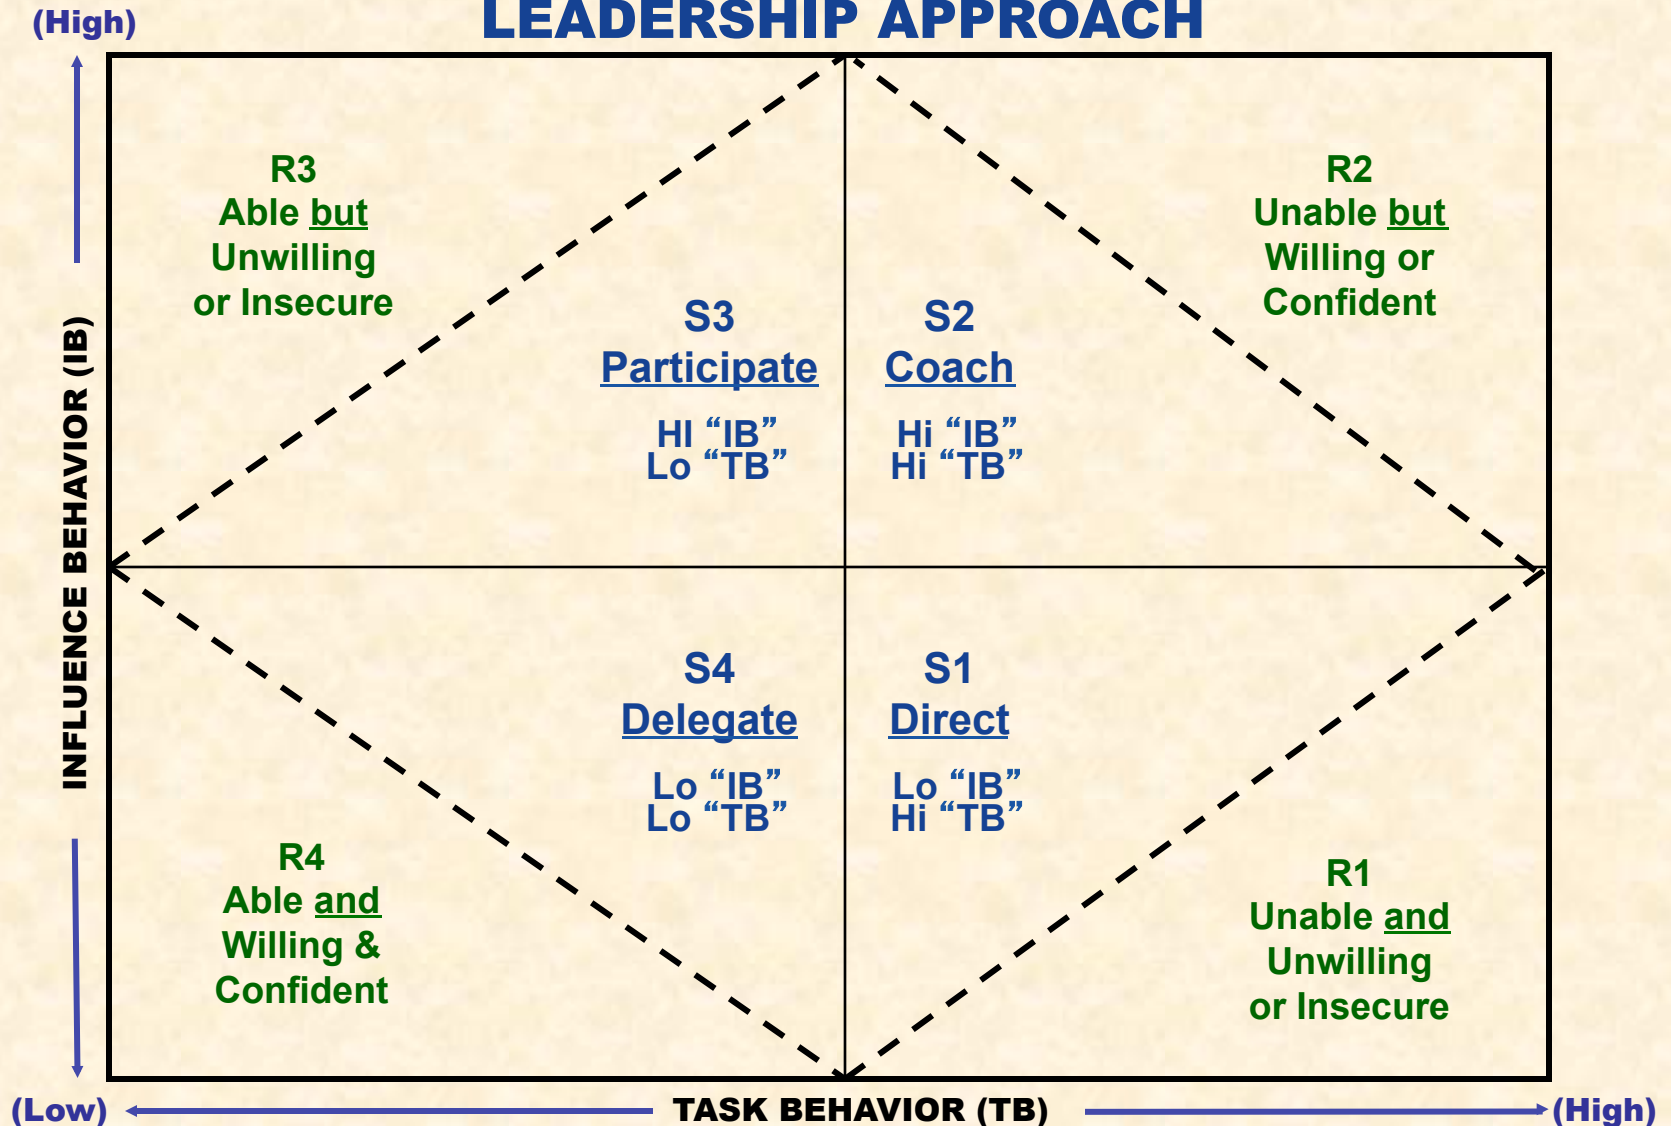 LEADERSHIP APPROACH
(High)
R3
Able but
Unwilling
or Insecure
R2
Unable but
Willing or
Confident
S3
Participate
HI “IB”
Lo “TB”
S2
Coach
Hi “IB”
Hi “TB”
INFLUENCE BEHAVIOR (IB)
S4
Delegate
Lo “IB”
Lo “TB”
S1
Direct
Lo “IB”
Hi “TB”
R4
Able and
Willing &
Confident
R1
Unable and
Unwilling
or Insecure
(Low)
TASK BEHAVIOR (TB)
(High)